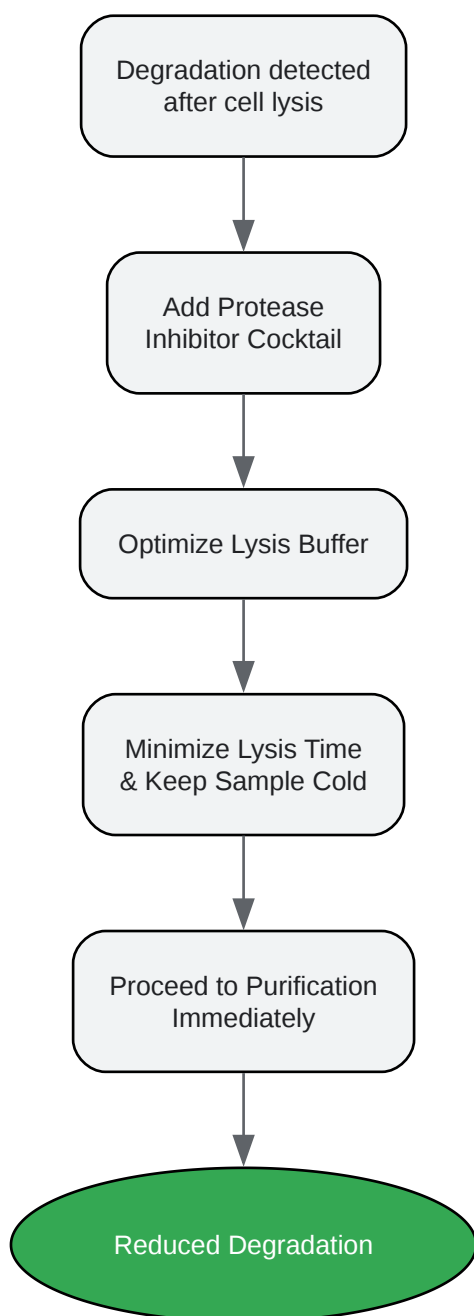 Degradation detected
after cell lysis
Add Protease
Inhibitor Cocktail
Optimize Lysis Buffer
Minimize Lysis Time
& Keep Sample Cold
Proceed to Purification
Immediately
Reduced Degradation